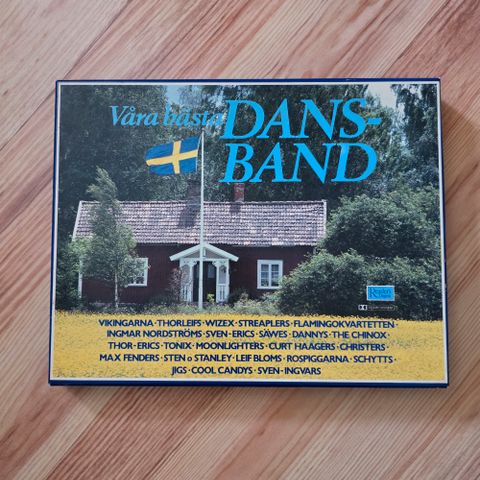 Våra bästa DANS-
BAND
Reader's
Digest
VIKINGARNA · THORLEIFS · WIZEX · STREAPLERS · FLAMINGOKVARTETTEN ·
INGMAR NORDSTRÖMS · SVEN - ERICS · SÄWES · DANNYS · THE CHINOX ·
THOR - ERICS · TONIX · MOONLIGHTERS · CURT HAAGERS · CHRISTERS ·
MAX FENDERS · STEN o STANLEY · LEIF BLOMS · ROSPIGGARNA · SCHYTTS ·
JIGS · COOL CANDYS · SVEN - INGVARS